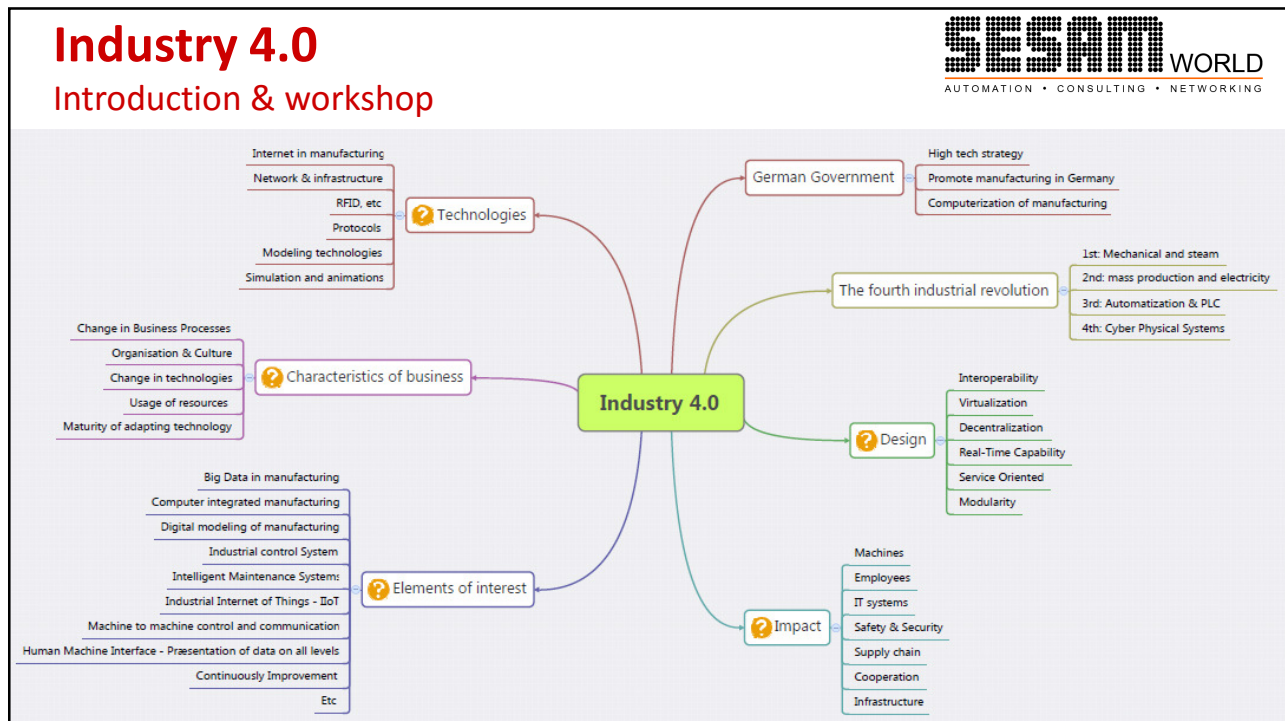 Industry 4.0
Introduction & workshop
SESAM WORLD
AUTOMATION • CONSULTING • NETWORKING
Internet in manufacturing
Network & infrastructure
RFID, etc
Protocols
Modeling technologies
Simulation and animations
Technologies
Change in Business Processes
Organisation & Culture
Change in technologies
Usage of resources
Maturity of adapting technology
Characteristics of business
Big Data in manufacturing
Computer integrated manufacturing
Digital modeling of manufacturing
Industrial control System
Intelligent Maintenance Systems
Industrial Internet of Things - IIoT
Machine to machine control and communication
Human Machine Interface - Præsentation of data on all levels
Continuously Improvement
Etc
Elements of interest
Industry 4.0
German Government
High tech strategy
Promote manufacturing in Germany
Computerization of manufacturing
The fourth industrial revolution
1st: Mechanical and steam
2nd: mass production and electricity
3rd: Automatization & PLC
4th: Cyber Physical Systems
Design
Interoperability
Virtualization
Decentralization
Real-Time Capability
Service Oriented
Modularity
Impact
Machines
Employees
IT systems
Safety & Security
Supply chain
Cooperation
Infrastructure